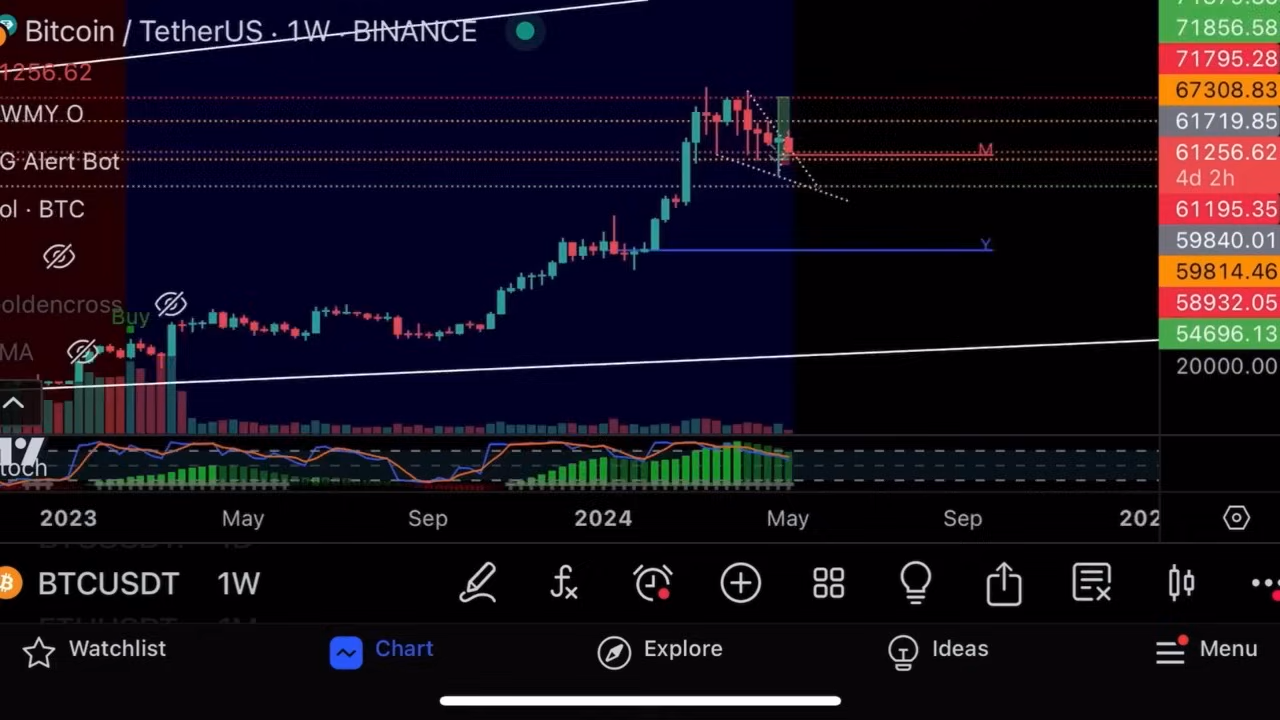 Bitcoin / TetherUS · 1W · BINANCE
1256.62
WMY O
G Alert Bot
ol · BTC
oldencross
Buy
MA
toch
M
Y
71856.58
71795.28
67308.83
61719.85
61256.62
4d 2h
61195.35
59840.01
59814.46
58932.05
54696.13
20000.00
2023 May Sep 2024 May Sep 202
BTCUSDT 1W
Watchlist Chart Explore Ideas Menu